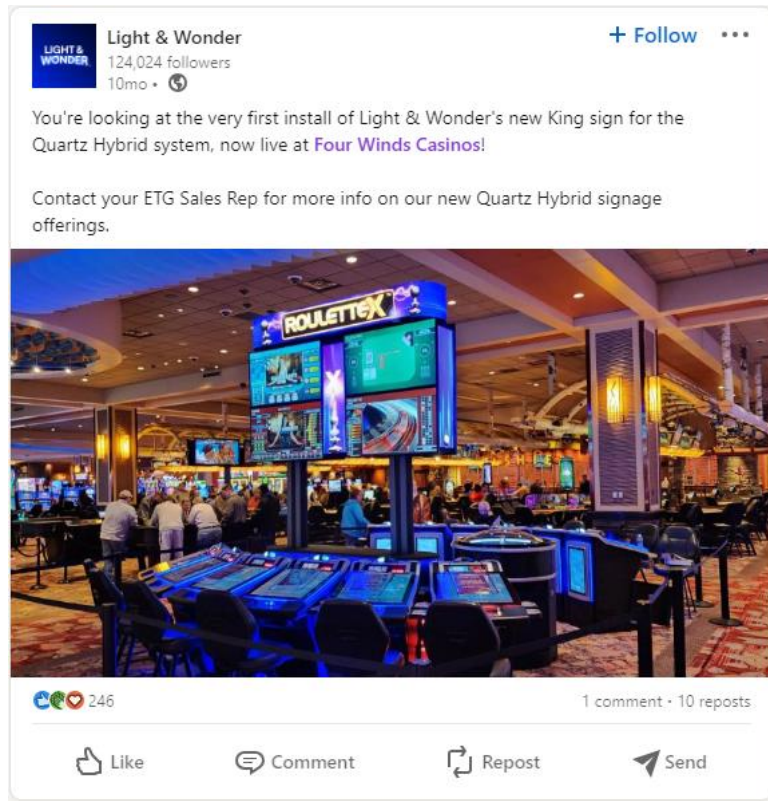 LIGHT &
WONDER
Light & Wonder
+ Follow
124,024 followers
10mo •
You're looking at the very first install of Light & Wonder's new King sign for the
Quartz Hybrid system, now live at Four Winds Casinos!
Contact your ETG Sales Rep for more info on our new Quartz Hybrid signage
offerings.
ROULETTEX
X
246
1 comment • 10 reposts
Like
Comment
Repost
Send